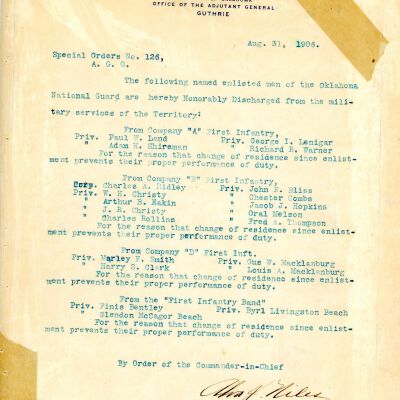 OFFICE OF THE ADJUTANT GENERAL
GUTHRIE
Aug. 31, 1906.
Special Orders No. 126,
A. G. O.
The following named enlisted men of the Oklahoma
National Guard are hereby Honorably Discharged from the mili-
tary services of the Territory:
From Company "A" First Infantry,
Priv. Paul W. Land Priv. George I. Lenigar
" Adam H. Shireman " Richard B. Warner
For the reason that change of residence since enlist-
ment prevents their proper performance of duty.
From Company "B" First Infantry,
Corp. Charles A. Ridley Priv. John E. Bliss
Priv. W. H. Christy " Chester Combs
" Arthur B. Eakin " Jacob J. Hopkins
" J. R. Christy " Oral Melson
" Charles Rollins " Fred A. Thompson
For the reason that change of residence since enlist-
ment prevents their proper performance of duty.
From Company "D" First Inft.
Priv. Marley F. Smith Priv. Gus W. Macklanburg
" Harry S. Clark " Louis A. Macklanburg
For the reason that change of residence since enlist-
ment prevents their proper performance of duty.
From the "First Infantry Band"
Priv. Finis Bentley Priv. Byrl Livingston Beach
" Glendon McCagor Beach
For the reason that change of residence since enlist-
ment prevents their proper performance of duty.
By Order of the Commander-in-Chief
Niles